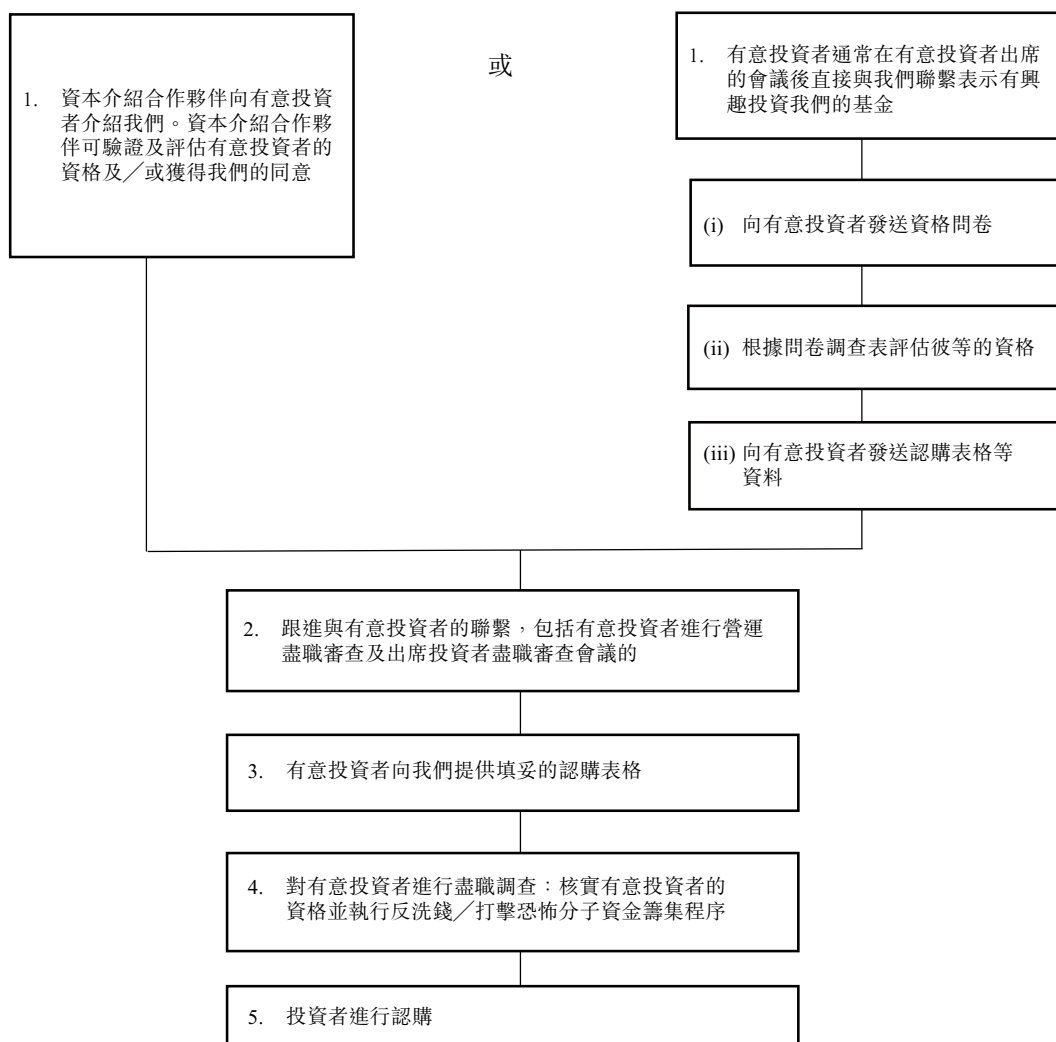 1. 資本介紹合作夥伴向有意投資
者介紹我們。資本介紹合作夥
伴可驗證及評估有意投資者的
資格及╱或獲得我們的同意
或
1. 有意投資者通常在有意投資者出席
的會議後直接與我們聯繫表示有興
趣投資我們的基金
(i) 向有意投資者發送資格問卷
(ii) 根據問卷調查表評估彼等的資格
(iii) 向有意投資者發送認購表格等
資料
2. 跟進與有意投資者的聯繫，包括有意投資者進行營運
盡職審查及出席投資者盡職審查會議的
3. 有意投資者向我們提供填妥的認購表格
4. 對有意投資者進行盡職調查：核實有意投資者的
資格並執行反洗錢╱打擊恐怖分子資金籌集程序
5. 投資者進行認購